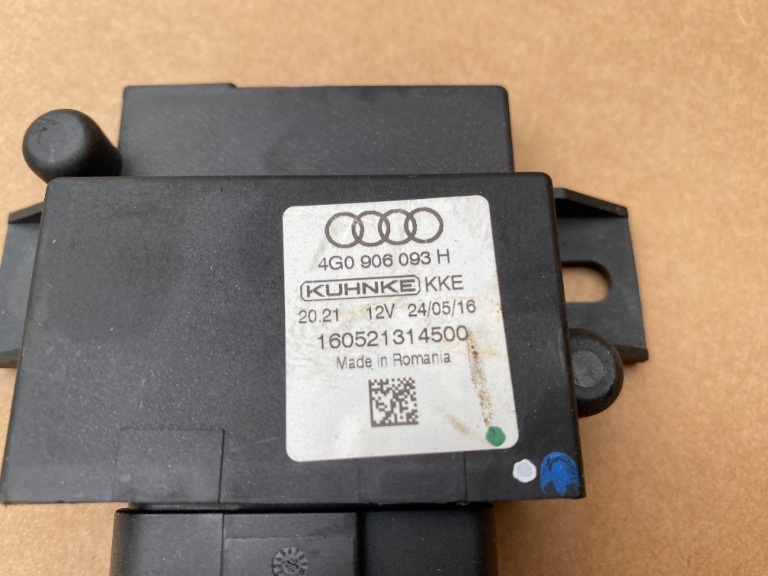 4G0 906 093 H
KUHNKE KKE
20.21 12V 24/05/16
160521314500
Made in Romania